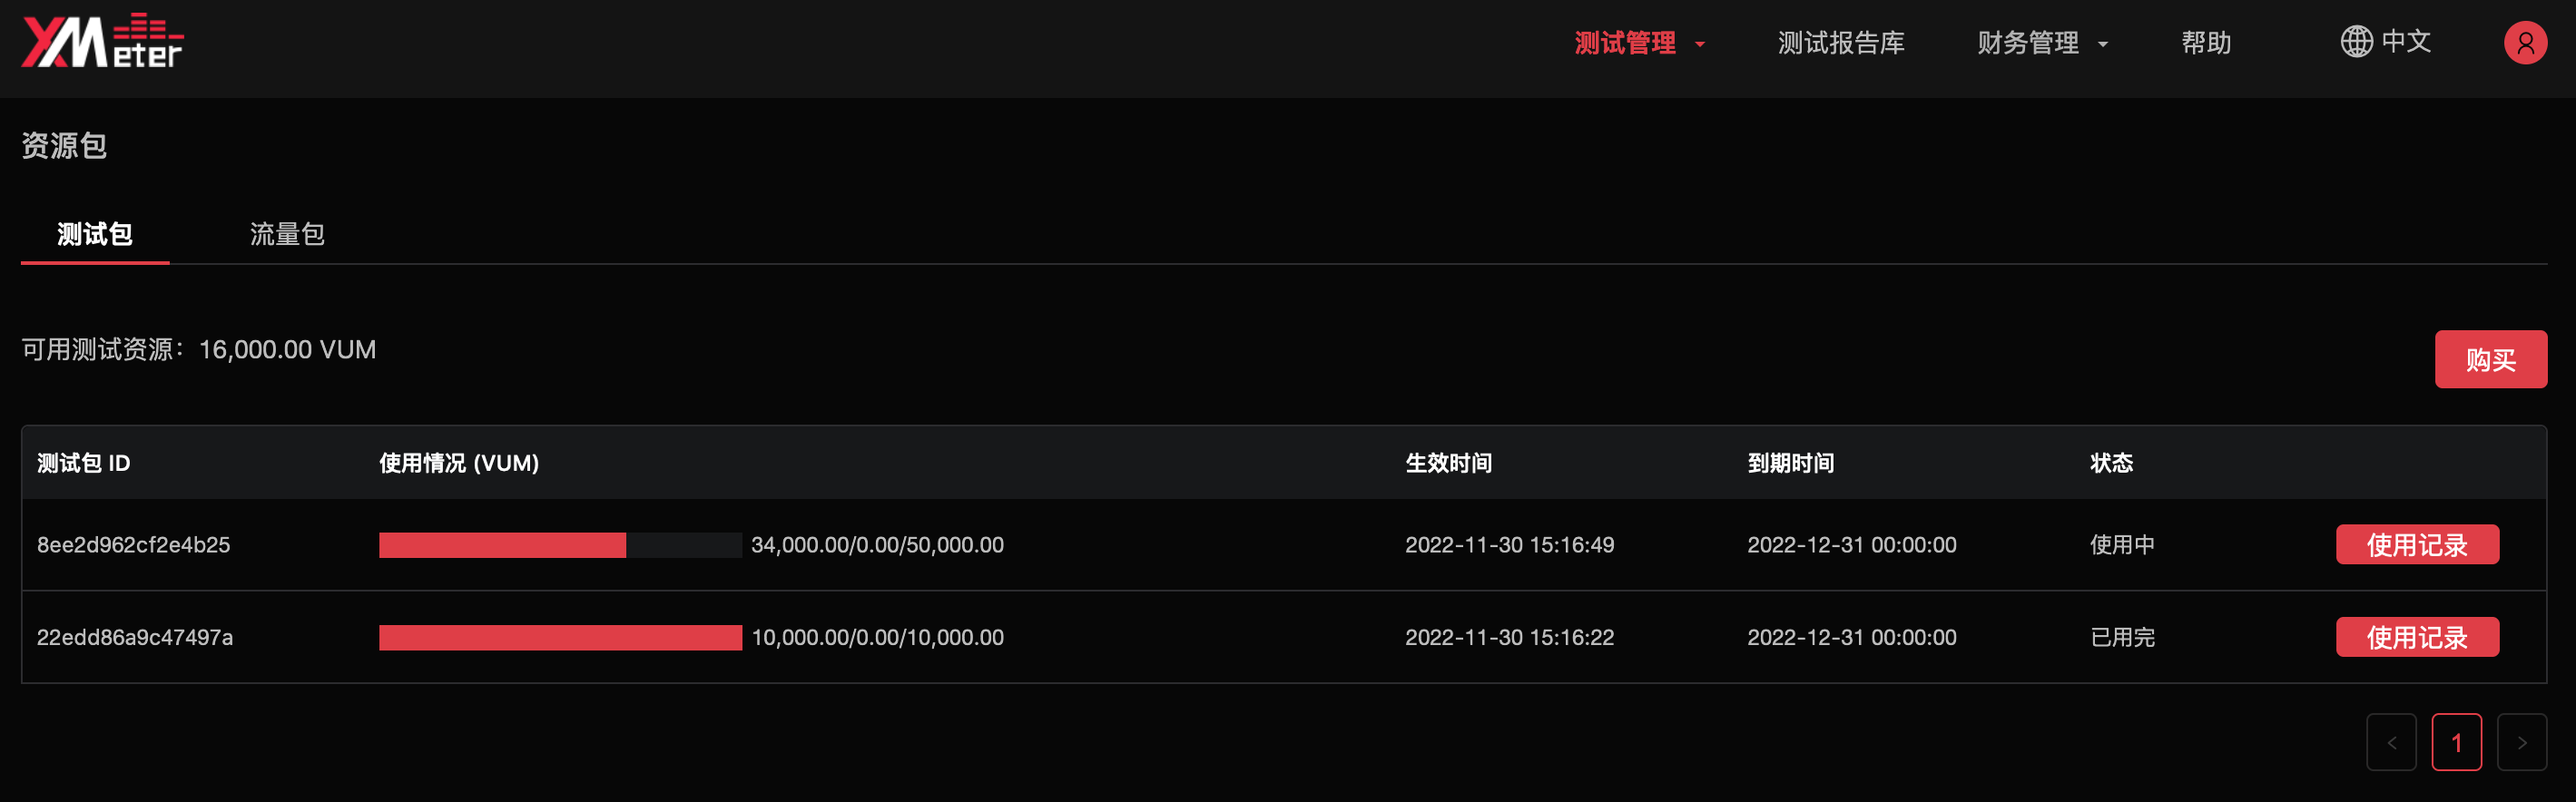 XMeter
测试管理 测试报告库 财务管理 帮助 中文
资源包
测试包 流量包
可用测试资源：16,000.00 VUM
购买
测试包 ID 使用情况 (VUM) 生效时间 到期时间 状态
8ee2d962cf2e4b25 34,000.00/0.00/50,000.00 2022-11-30 15:16:49 2022-12-31 00:00:00 使用中 使用记录
22edd86a9c47497a 10,000.00/0.00/10,000.00 2022-11-30 15:16:22 2022-12-31 00:00:00 已用完 使用记录
< 1 >